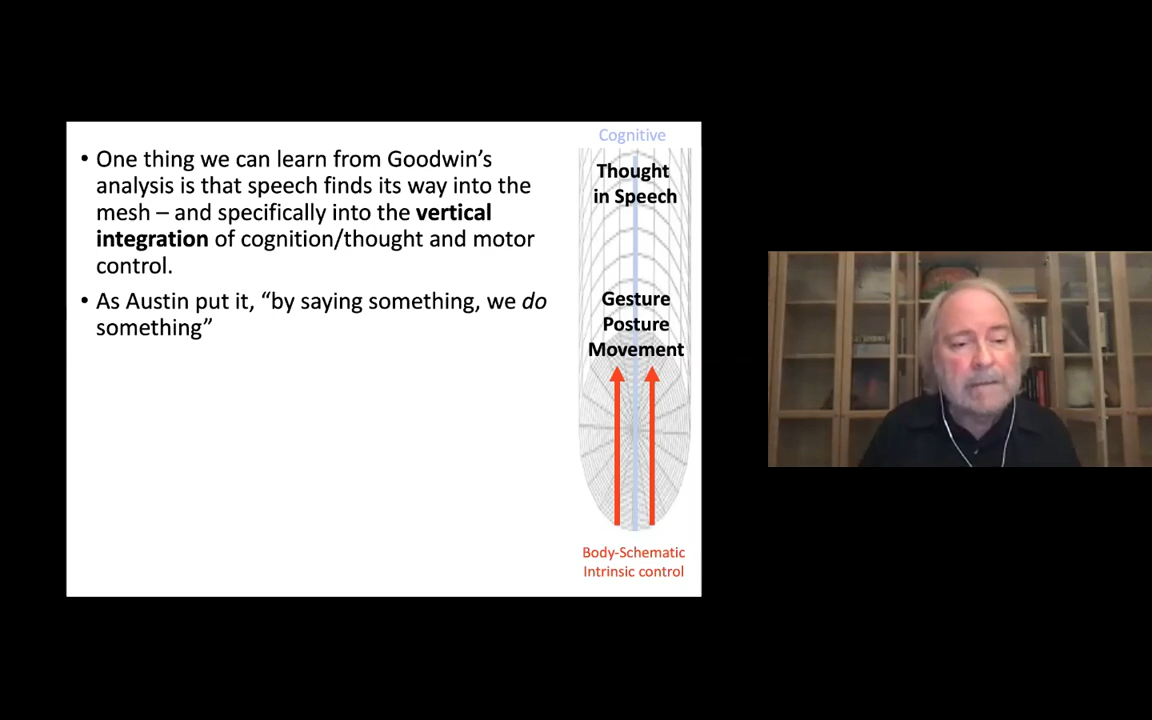 • One thing we can learn from Goodwin’s
analysis is that speech finds its way into the
mesh – and specifically into the vertical
integration of cognition/thought and motor
control.
• As Austin put it, “by saying something, we do
something”
Cognitive
Thought
in Speech
Gesture
Posture
Movement
Body-Schematic
Intrinsic control